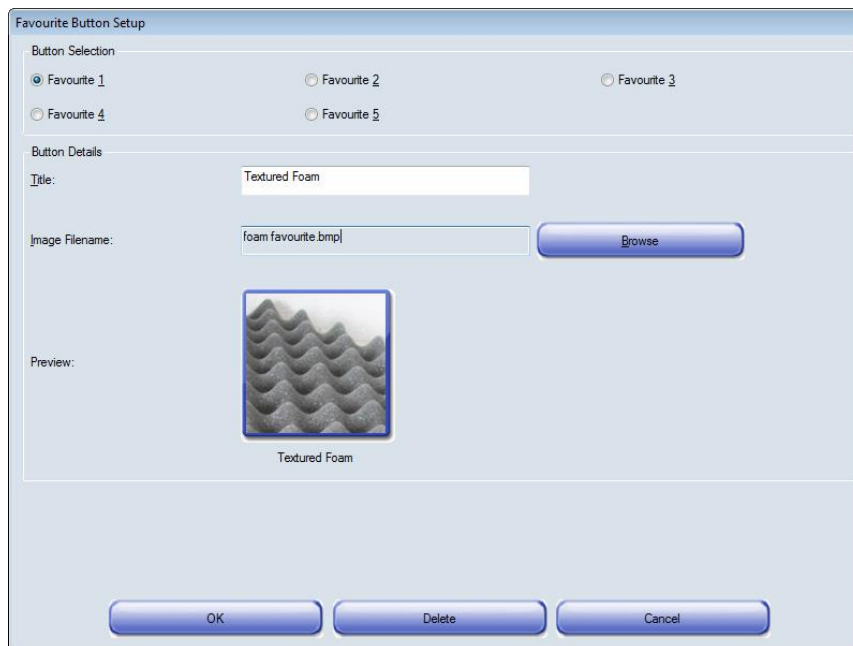 Favourite Button Setup
Button Selection
Favourite 1
Favourite 2
Favourite 3
Favourite 4
Favourite 5
Button Details
Title:
Textured Foam
Image Filename:
foam favourite.bmp
Browse
Preview:
Textured Foam
OK
Delete
Cancel